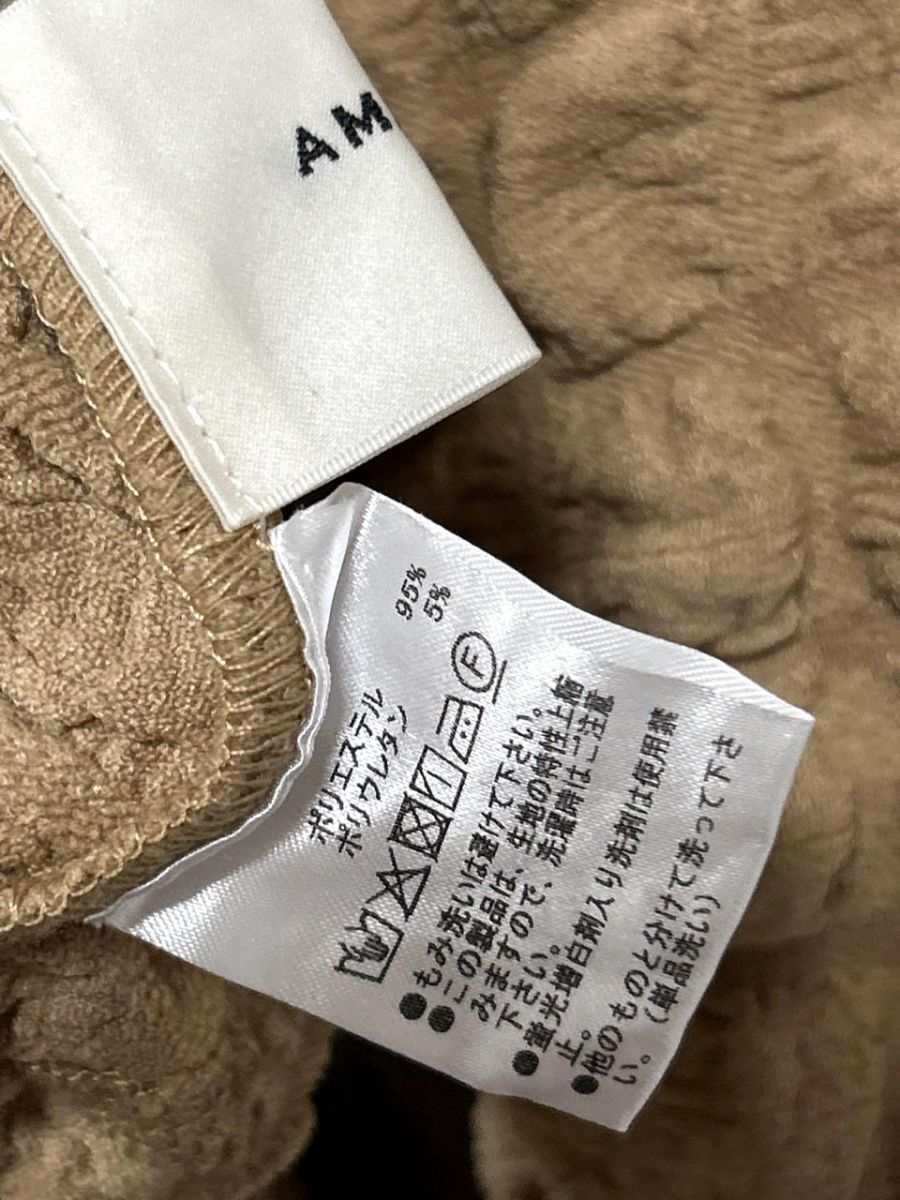 AM
ポリエステル 95%
ポリウレタン 5%
F
●もみ洗いは避けて下さい。
●この製品は、生地の特性上縮
みますので、洗濯時はご注意
下さい。
●蛍光増白剤入り洗剤は使用禁
止。
●他のものと分けて洗って下さ
い。(単品洗い)